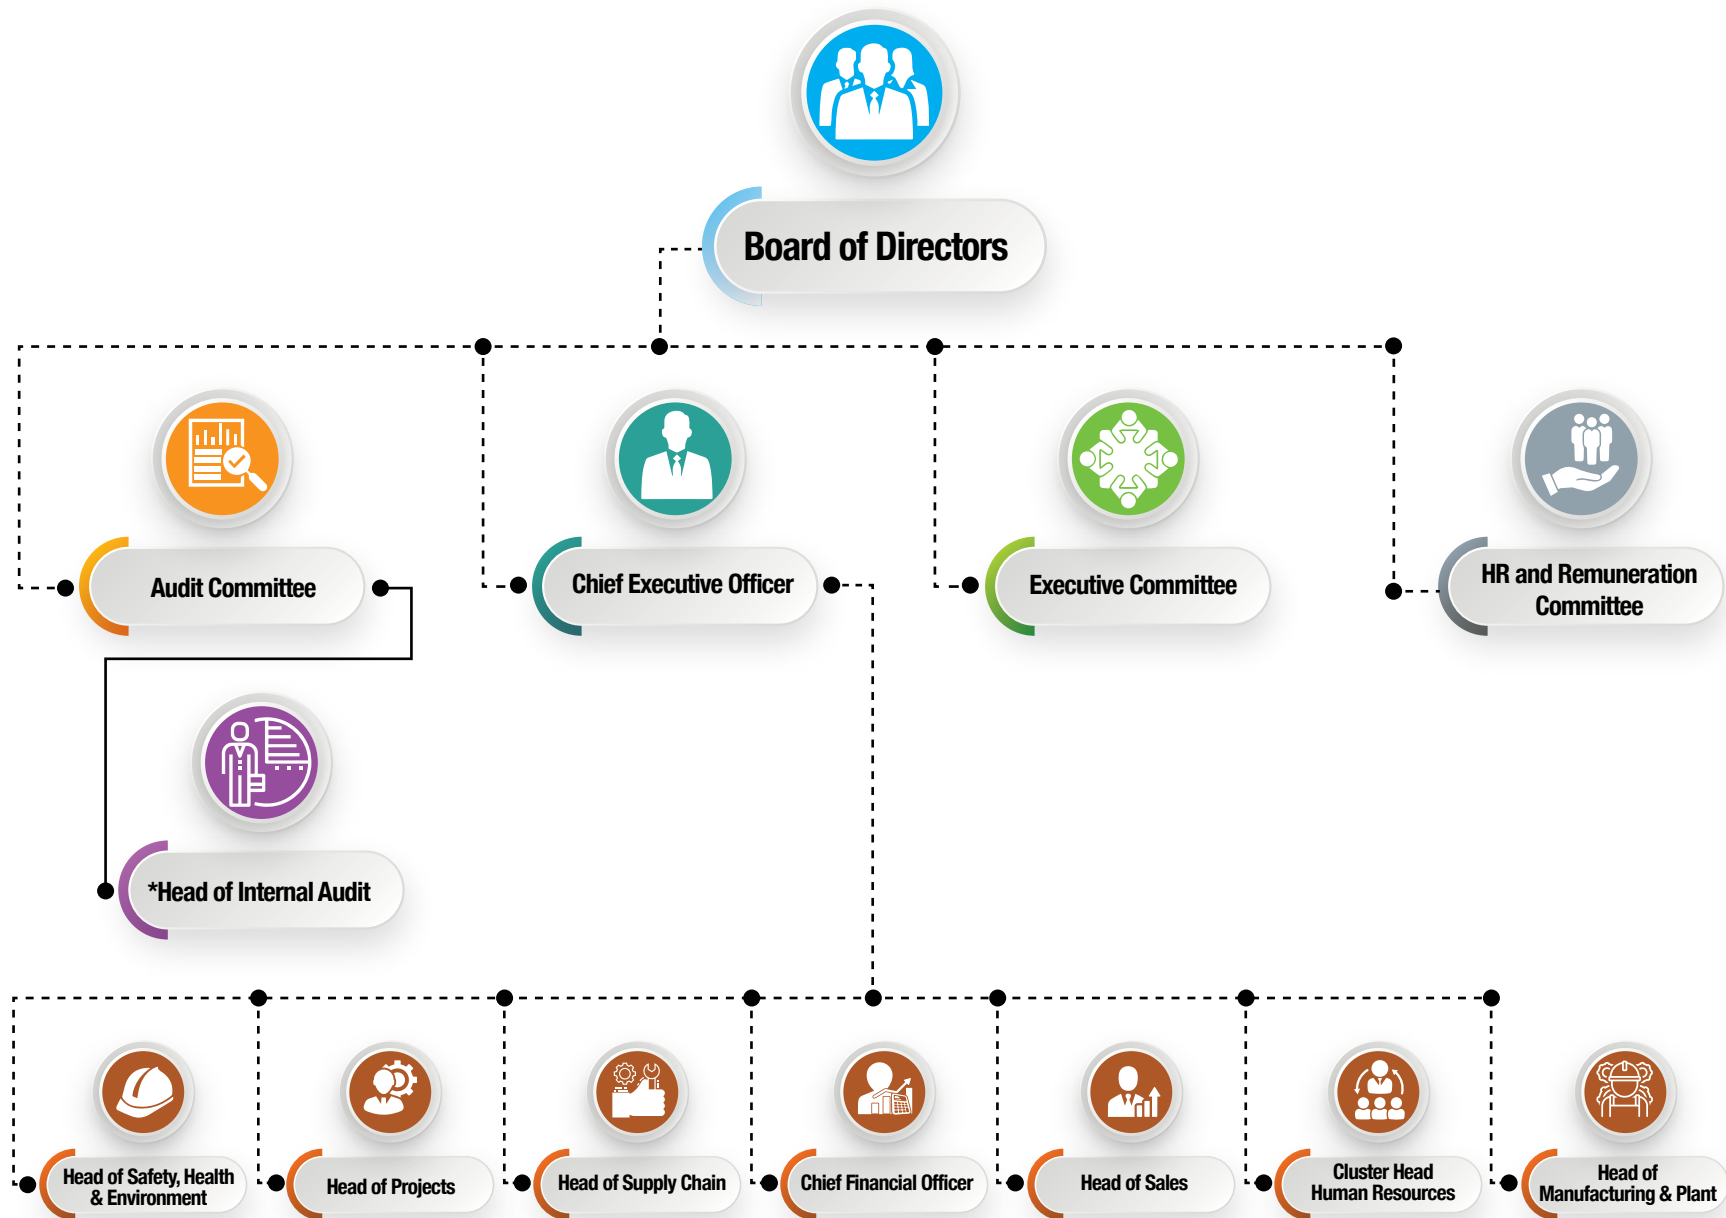 Board of Directors
Audit Committee
Chief Executive Officer
Executive Committee
HR and Remuneration
Committee
*Head of Internal Audit
Head of Safety, Health
& Environment
Head of Projects
Head of Supply Chain
Chief Financial Officer
Head of Sales
Cluster Head
Human Resources
Head of
Manufacturing & Plant